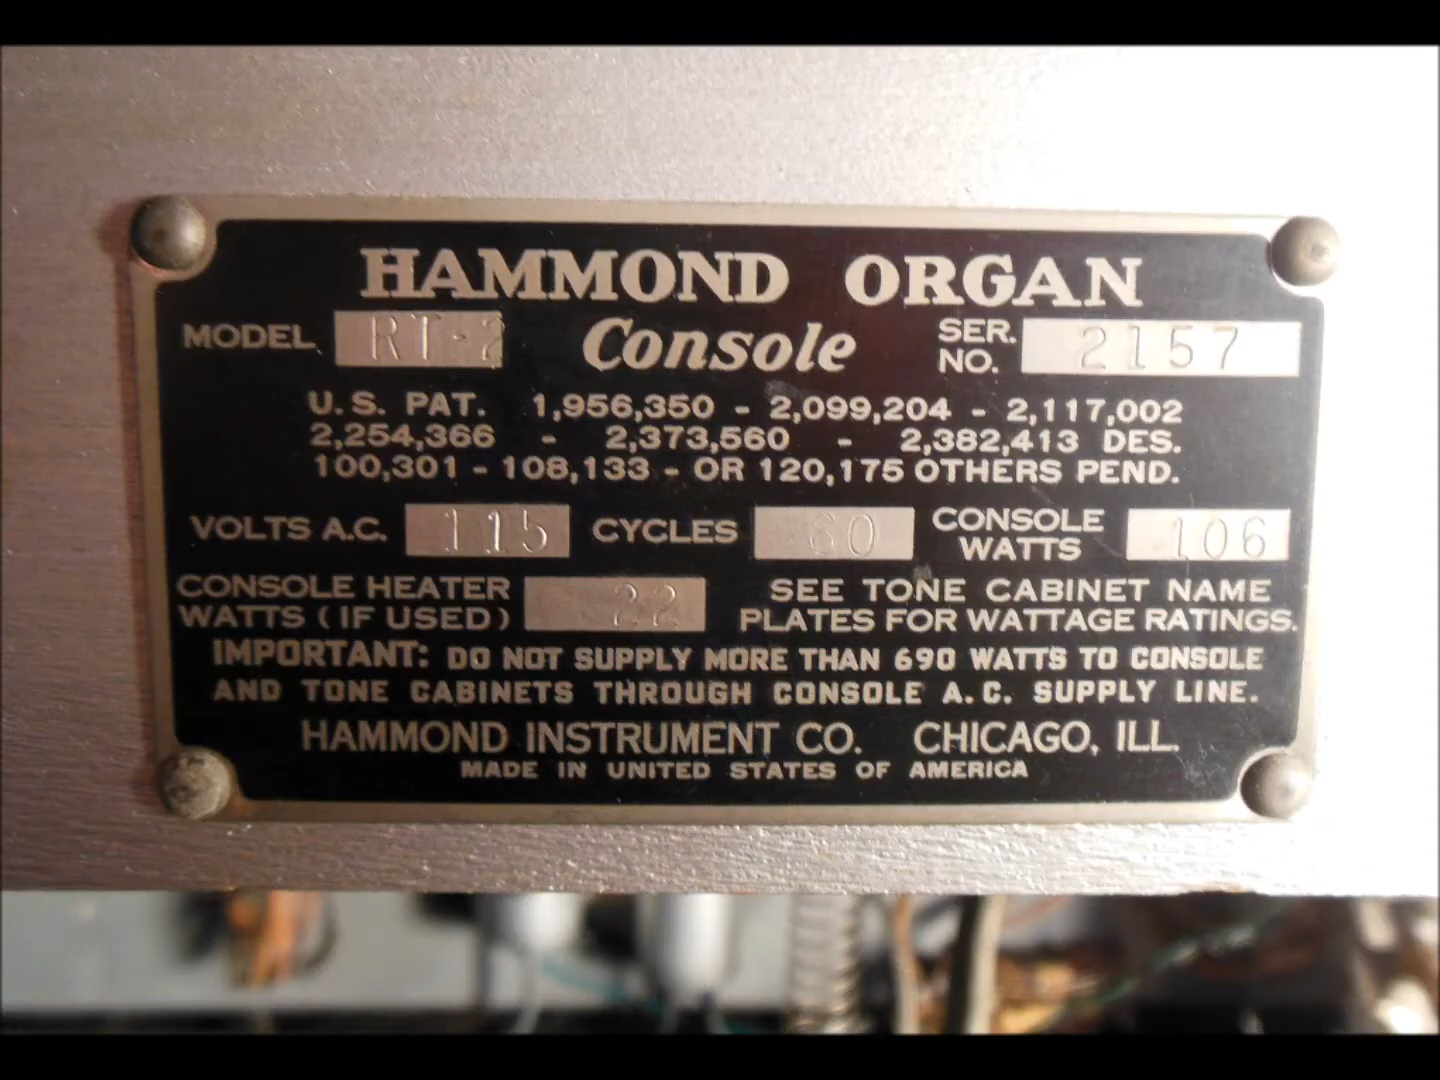 HAMMOND ORGAN
MODEL RT-2 Console SER. NO. 2157
U.S. PAT. 1,956,350 - 2,099,204 - 2,117,002
2,254,366 - 2,373,560 - 2,382,413 DES.
100,301 - 108,133 - OR 120,175 OTHERS PEND.
VOLTS A.C. 115 CYCLES 60 CONSOLE WATTS 106
CONSOLE HEATER WATTS (IF USED) 22
SEE TONE CABINET NAME
PLATES FOR WATTAGE RATINGS.
IMPORTANT: DO NOT SUPPLY MORE THAN 690 WATTS TO CONSOLE
AND TONE CABINETS THROUGH CONSOLE A.C. SUPPLY LINE.
HAMMOND INSTRUMENT CO. CHICAGO, ILL.
MADE IN UNITED STATES OF AMERICA